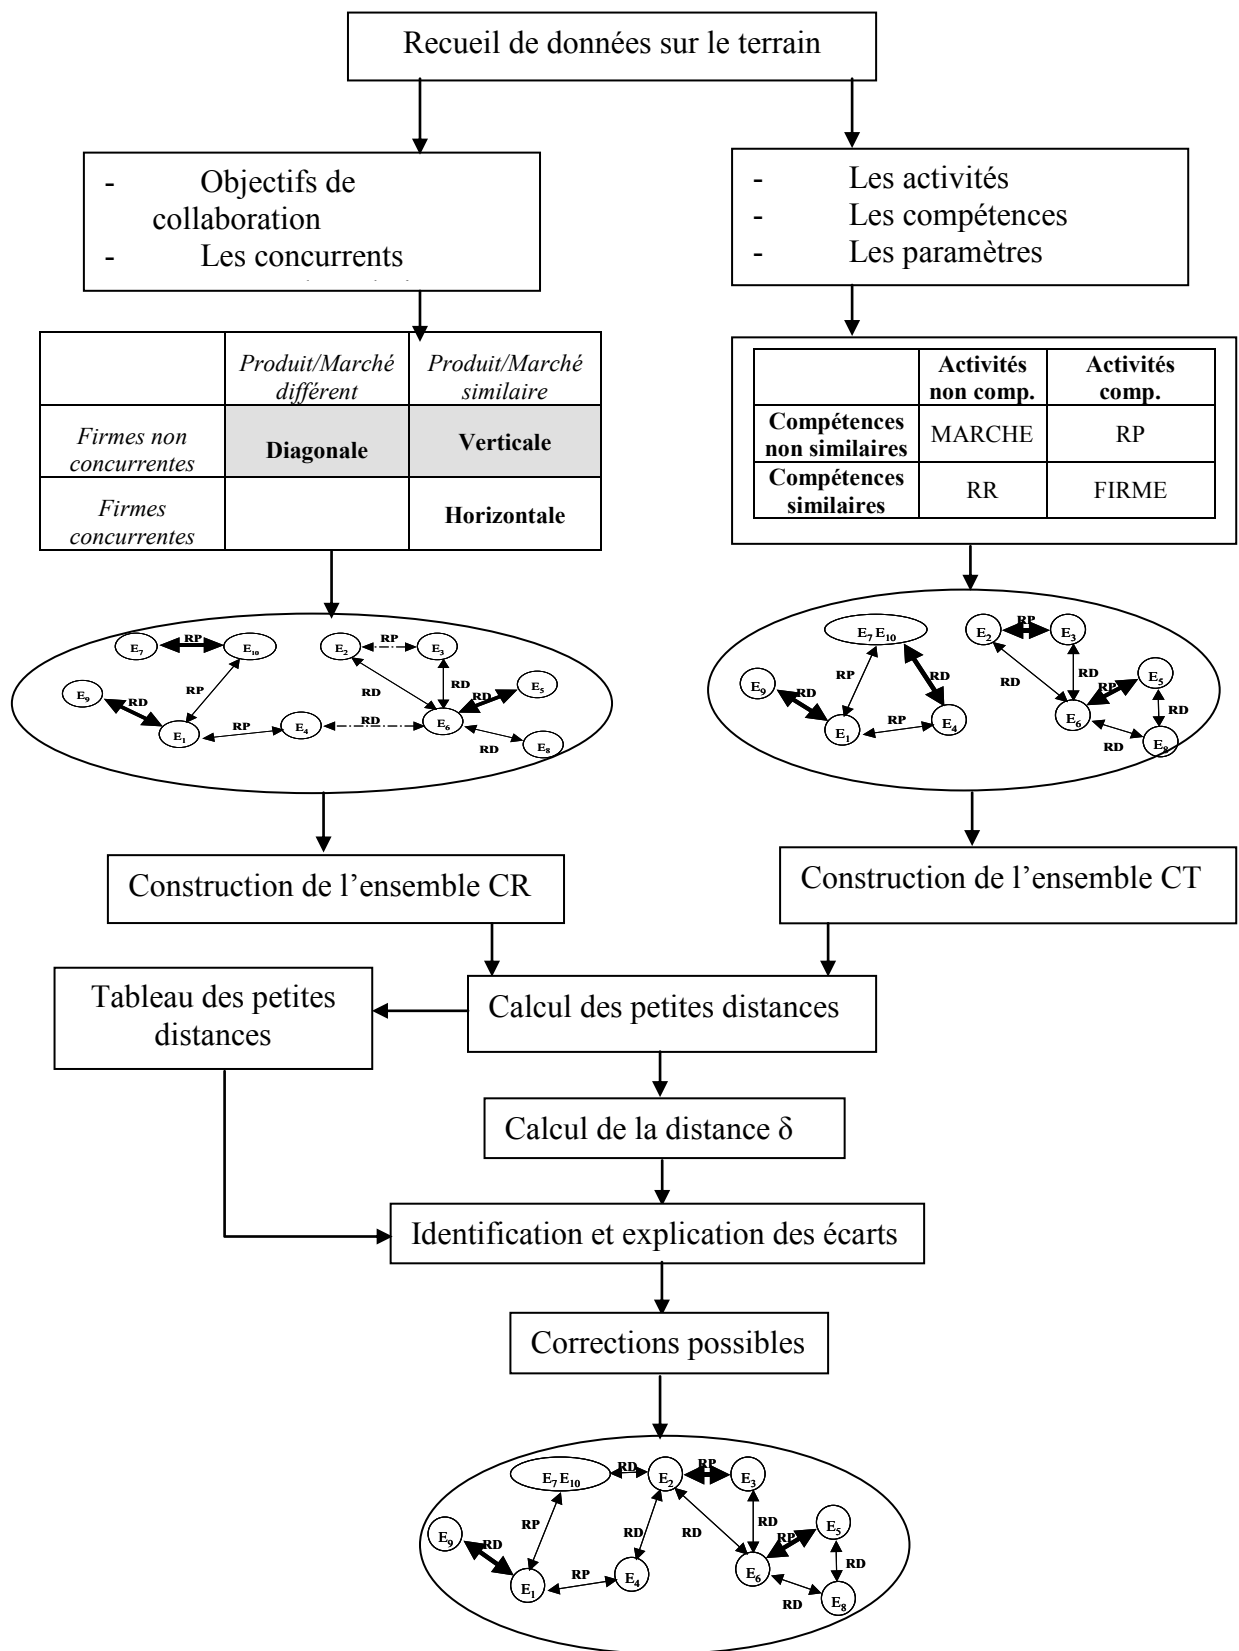 Recueil de données sur le terrain
- Objectifs de
collaboration
- Les concurrents
- Les activités
- Les compétences
- Les paramètres
Produit/Marché
différent
Produit/Marché
similaire
Firmes non
concurrentes
Diagonale
Verticale
Firmes
concurrentes
Horizontale
Activités
non comp.
Activités
comp.
Compétences
non similaires
MARCHE
RP
Compétences
similaires
RR
FIRME
E7
RP
E10
E2
RP
E3
E9
RD
RP
RD
RD
RD
E5
E1
RP
E4
RD
E6
RD
E8
E7 E10
E2
RP
E3
E9
RD
RP
RD
RD
RD
RP
E5
E1
RP
E4
E6
RD
RD
E8
Construction de l’ensemble CR
Construction de l’ensemble CT
Tableau des petites
distances
Calcul des petites distances
Calcul de la distance δ
Identification et explication des écarts
Corrections possibles
E7 E10
RD
E2
RP
E3
E9
RD
RP
RD
RD
RD
RP
E5
E1
RP
E4
E6
RD
RD
E8